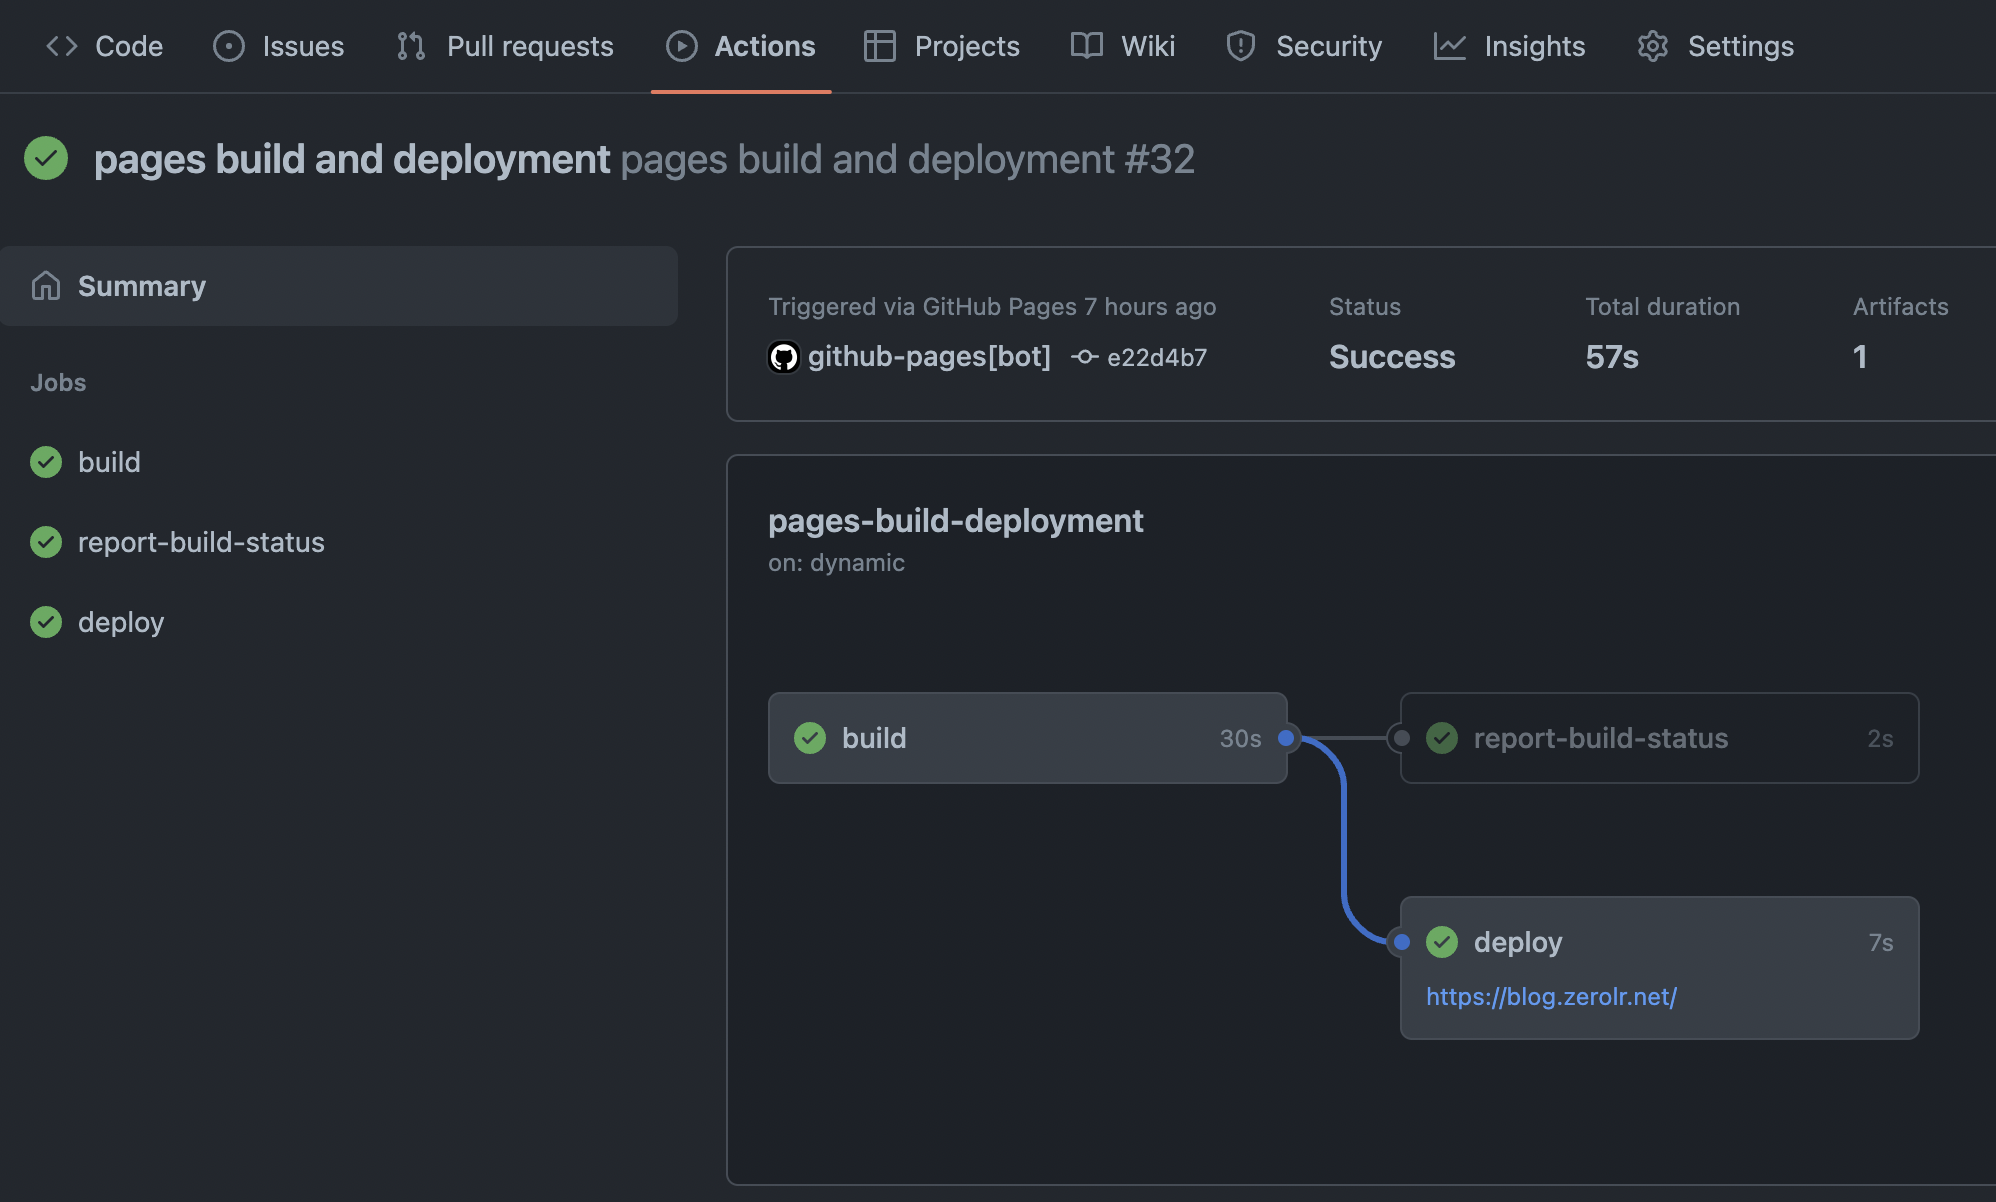 Code Issues Pull requests Actions Projects Wiki Security Insights Settings
pages build and deployment pages build and deployment #32
Summary
Jobs
build
report-build-status
deploy
Triggered via GitHub Pages 7 hours ago
github-pages[bot] e22d4b7
Status
Success
Total duration
57s
Artifacts
1
pages-build-deployment
on: dynamic
build 30s
report-build-status 2s
deploy 7s
https://blog.zerolr.net/